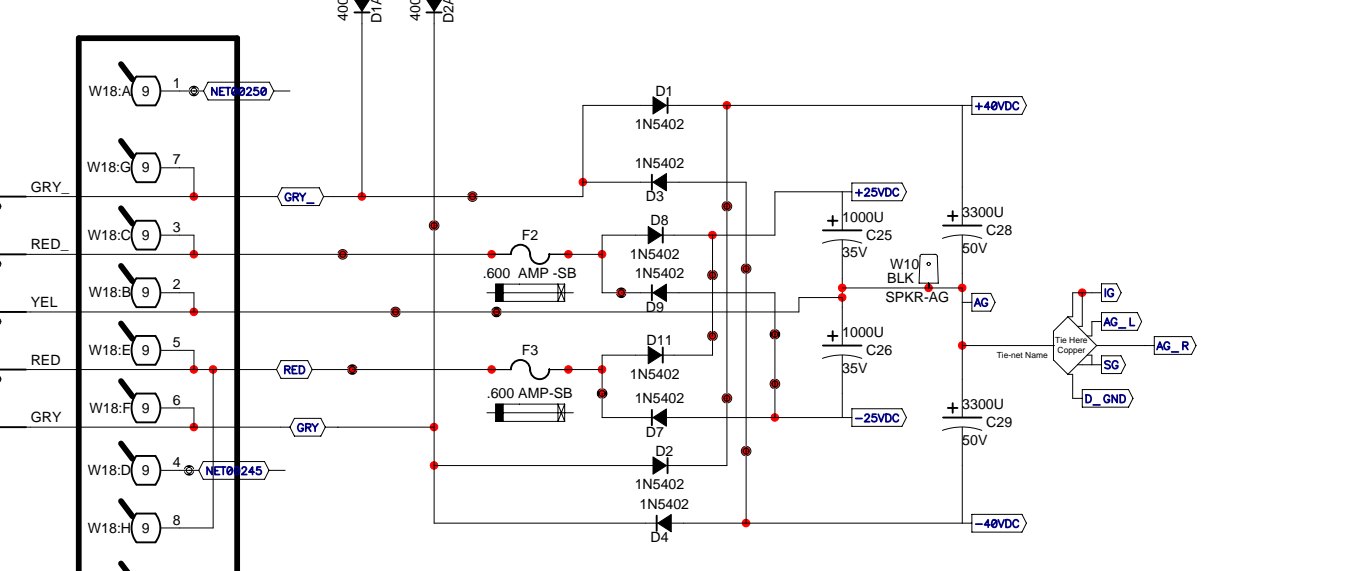 400
D1A
400
D2A
W18:A
9
1
NET00250
W18:G
9
7
GRY_
GRY_
W18:C
9
3
RED_
W18:B
9
2
YEL
W18:E
9
5
RED
RED
W18:F
9
6
GRY
GRY
W18:D
9
4
NET00245
W18:H
9
8
F2
.600 AMP -SB
F3
.600 AMP-SB
D1
1N5402
1N5402
D3
D8
1N5402
1N5402
D9
D11
1N5402
1N5402
D7
D2
1N5402
1N5402
D4
+40VDC
+25VDC
+
1000U
C25
35V
+
3300U
C28
50V
W10
BLK
SPKR-AG
AG
+
1000U
C26
35V
-25VDC
+
3300U
C29
50V
-40VDC
Tie-net Name
Tie Here
Copper
IG
AG_L
AG_R
SG
D_GND